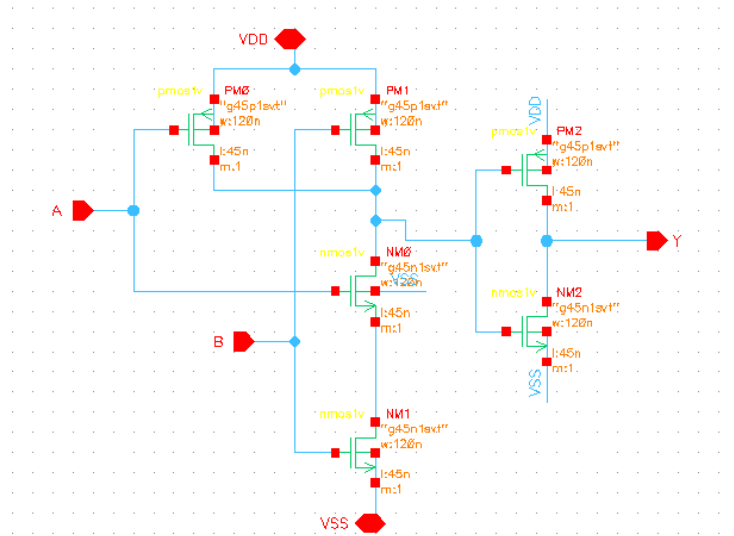 VDD
pmos1v
PM0
"g45p1svt"
w:120n
l:45n
m:1
pmos1v
PM1
"g45p1svt"
w:120n
l:45n
m:1
VDD
pmos1v
PM2
"g45p1svt"
w:120n
l:45n
m:1
A
Y
nmos1v
NM0
"g45n1svt"
w:120n
VSS
l:45n
m:1
nmos1v
NM2
"g45n1svt"
w:120n
l:45n
m:1
VSS
B
nmos1v
NM1
"g45n1svt"
w:120n
l:45n
m:1
VSS